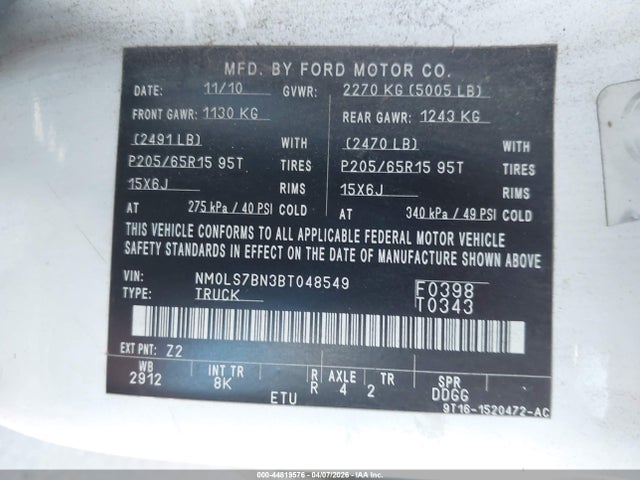 MFD. BY FORD MOTOR CO.
DATE: 11/10 GVWR: 2270 KG (5005 LB)
FRONT GAWR: 1130 KG REAR GAWR: 1243 KG
(2491 LB) WITH (2470 LB) WITH
P205/65R15 95T TIRES P205/65R15 95T TIRES
15X6J RIMS 15X6J RIMS
AT 275 kPa / 40 PSI COLD AT 340 kPa / 49 PSI COLD
THIS VEHICLE CONFORMS TO ALL APPLICABLE FEDERAL MOTOR VEHICLE
SAFETY STANDARDS IN EFFECT ON THE DATE OF MANUFACTURE SHOWN ABOVE.
VIN: NM0LS7BN3BT048549 F0398
TYPE: TRUCK T0343
EXT PNT: Z2
WB INT TR R AXLE TR SPR
2912 8K R 4 2 DDGG
ETU 9T16-1520472-AC
000-44819576 - 04/07/2026 - IAA Inc.